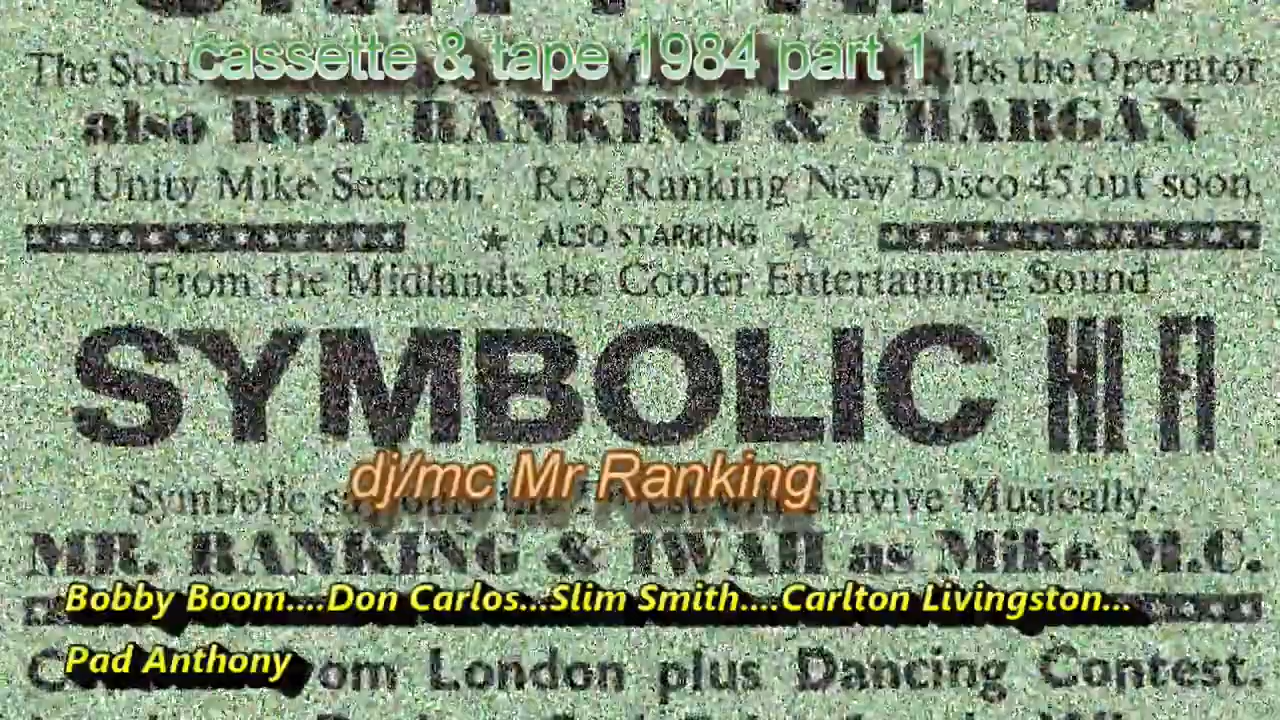 cassette & tape 1984 part 1
The Sou Ribs the Operator
also ROY RANKING & CHARGAN
Unity Mike Section. Roy Ranking New Disco 45 out soon.
★ ALSO STARRING ★
From the Midlands the Cooler Entertaining Sound
SYMBOLIC HI FI
dj/mc Mr Ranking
Symbolic survive Musically.
MR. RANKING & IWAH as Mike M.C.
Bobby Boom....Don Carlos...Slim Smith....Carlton Livingston...
Pad Anthony
om London plus Dancing Contest.